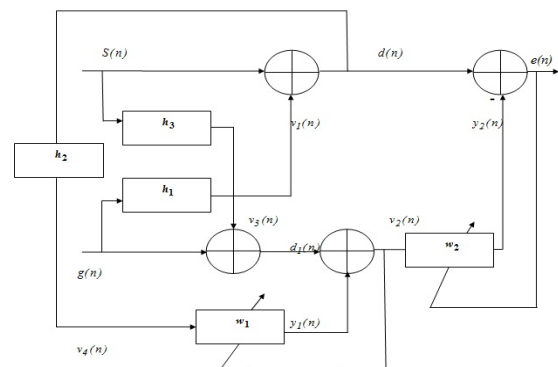 S(n)
d(n)
e(n)
h3
v1(n)
-
y2(n)
h2
h1
v3(n)
v2(n)
d1(n)
w2
g(n)
w1
y1(n)
v4(n)